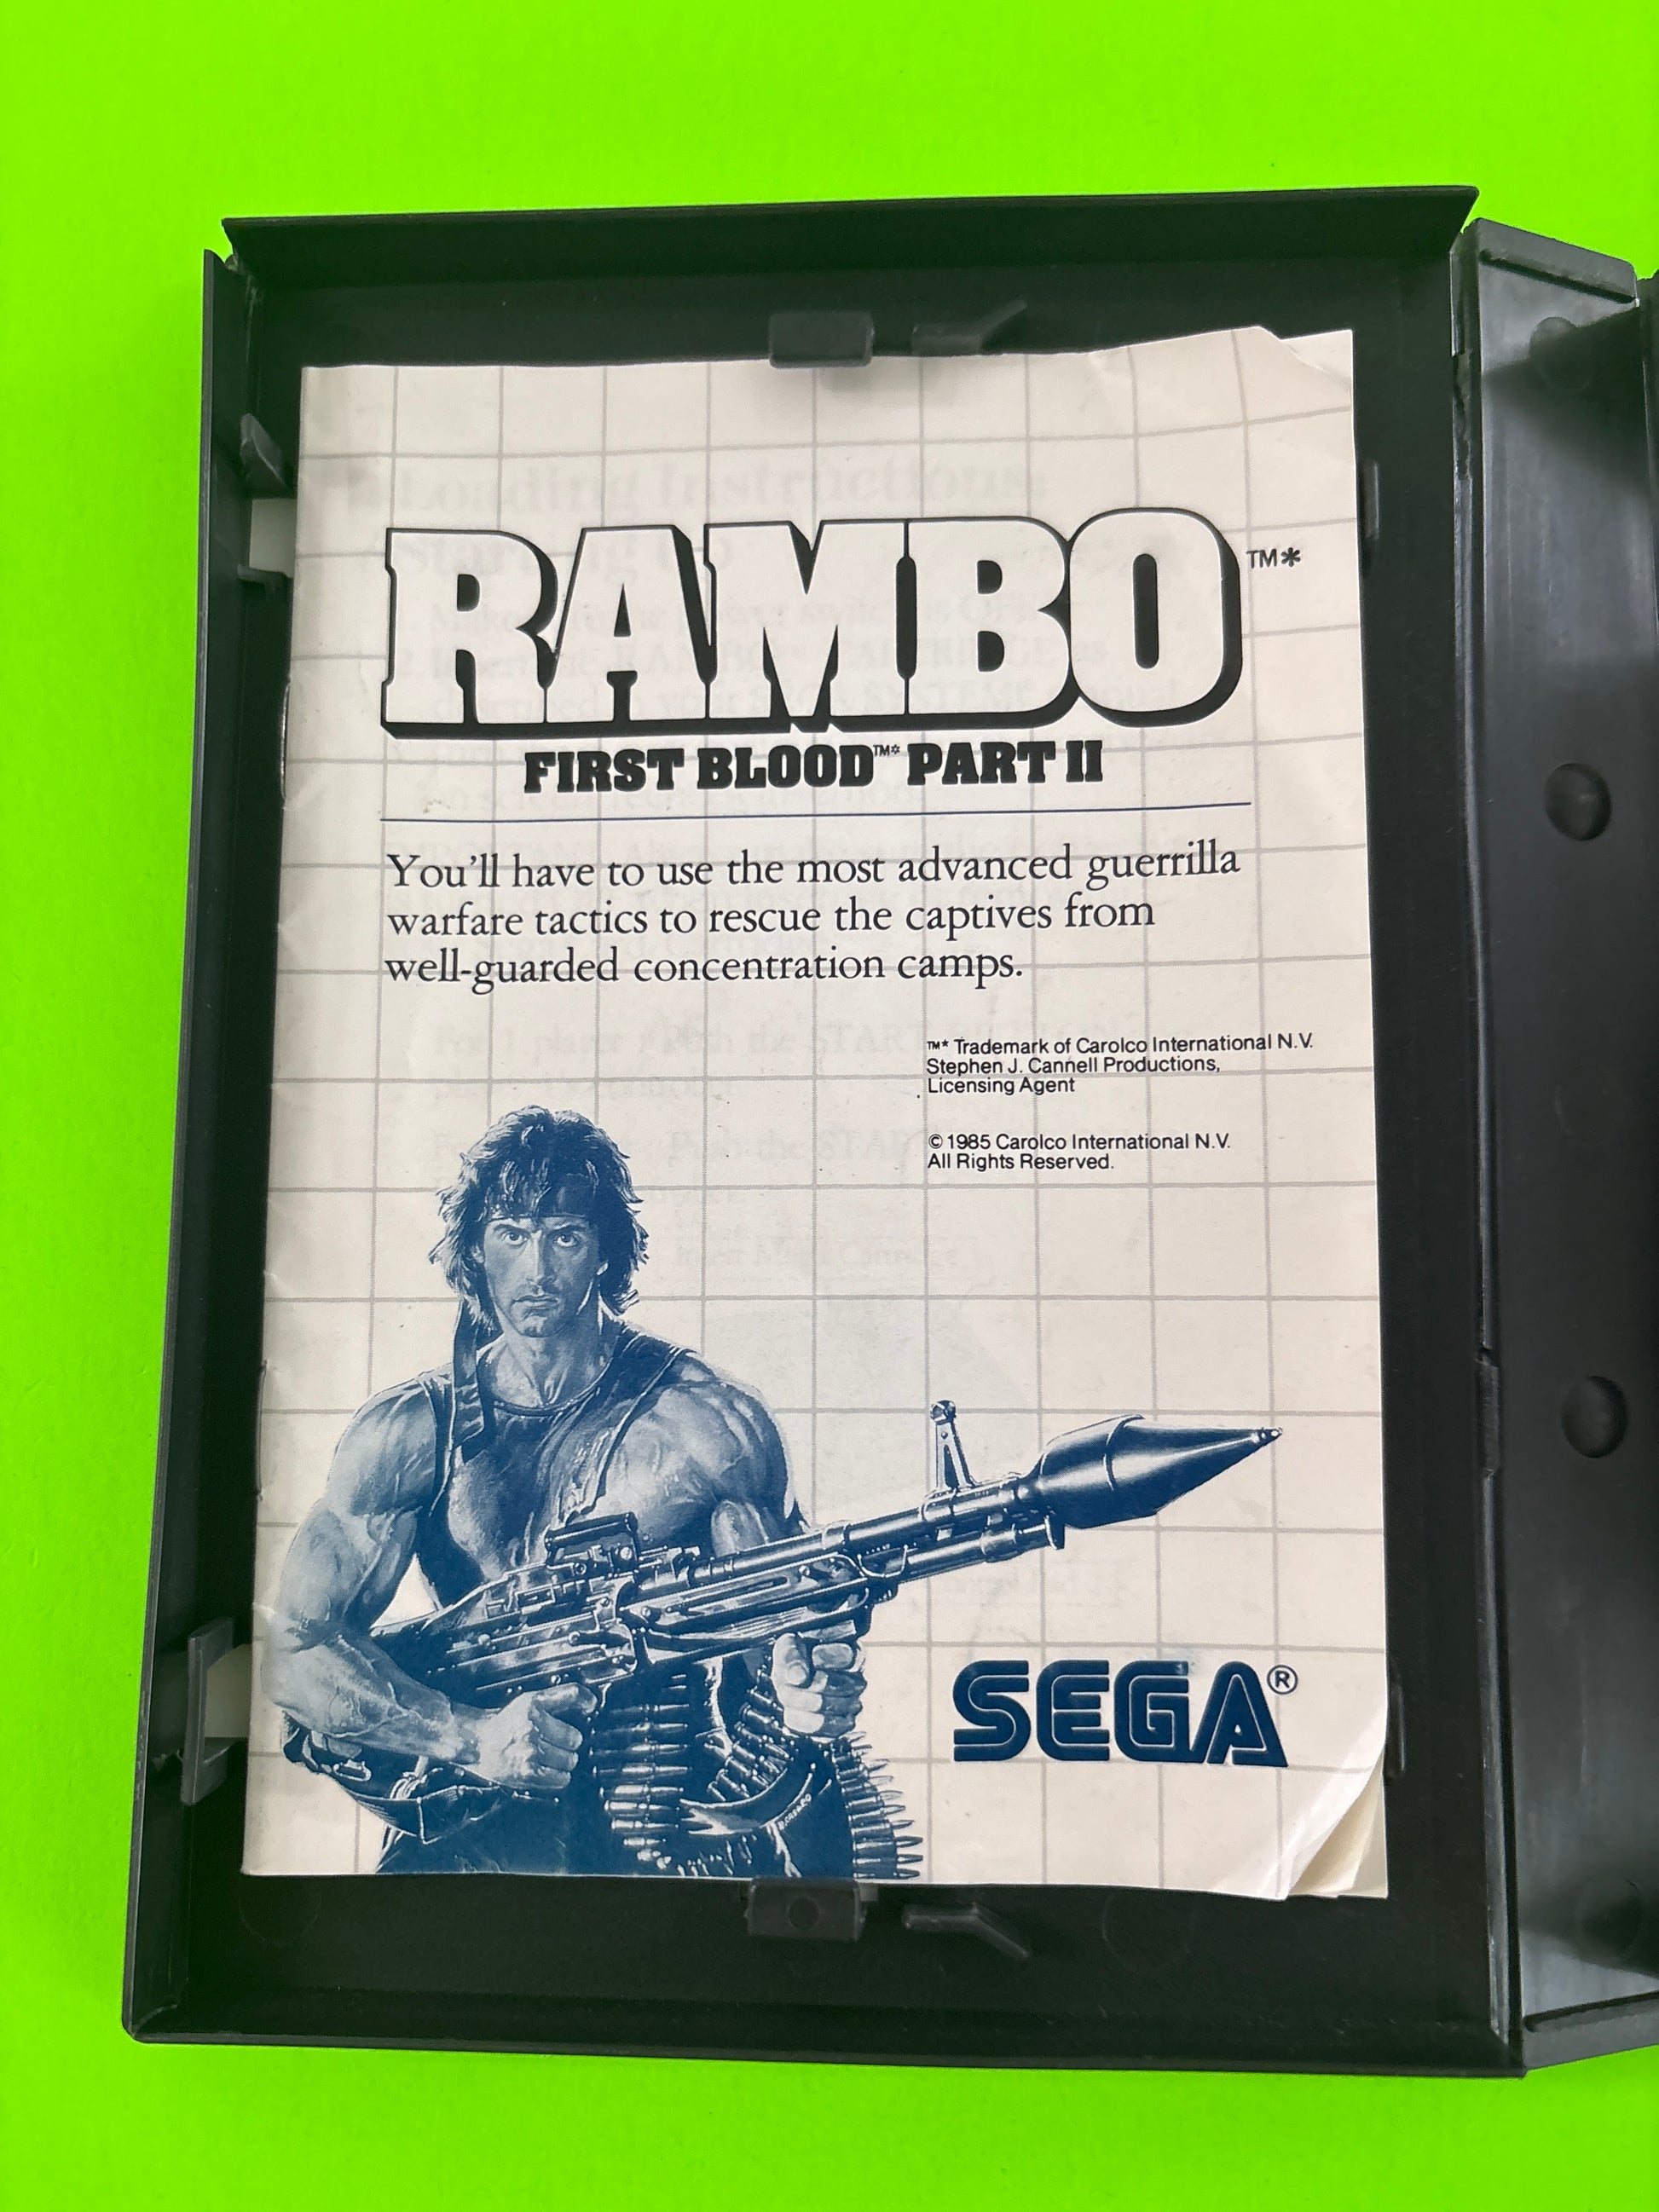 RAMBO TM*
FIRST BLOOD™* PART II
You'll have to use the most advanced guerrilla
warfare tactics to rescue the captives from
well-guarded concentration camps.
™* Trademark of Carolco International N.V.
Stephen J. Cannell Productions,
Licensing Agent
© 1985 Carolco International N.V.
All Rights Reserved.
SEGA®